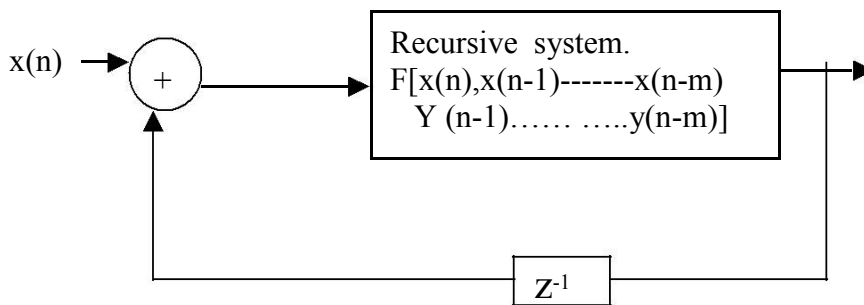 Recursive system.
x(n)
+
F[x(n),x(n-1)-------x(n-m)
Y (n-1)…… …..y(n-m)]
z-1